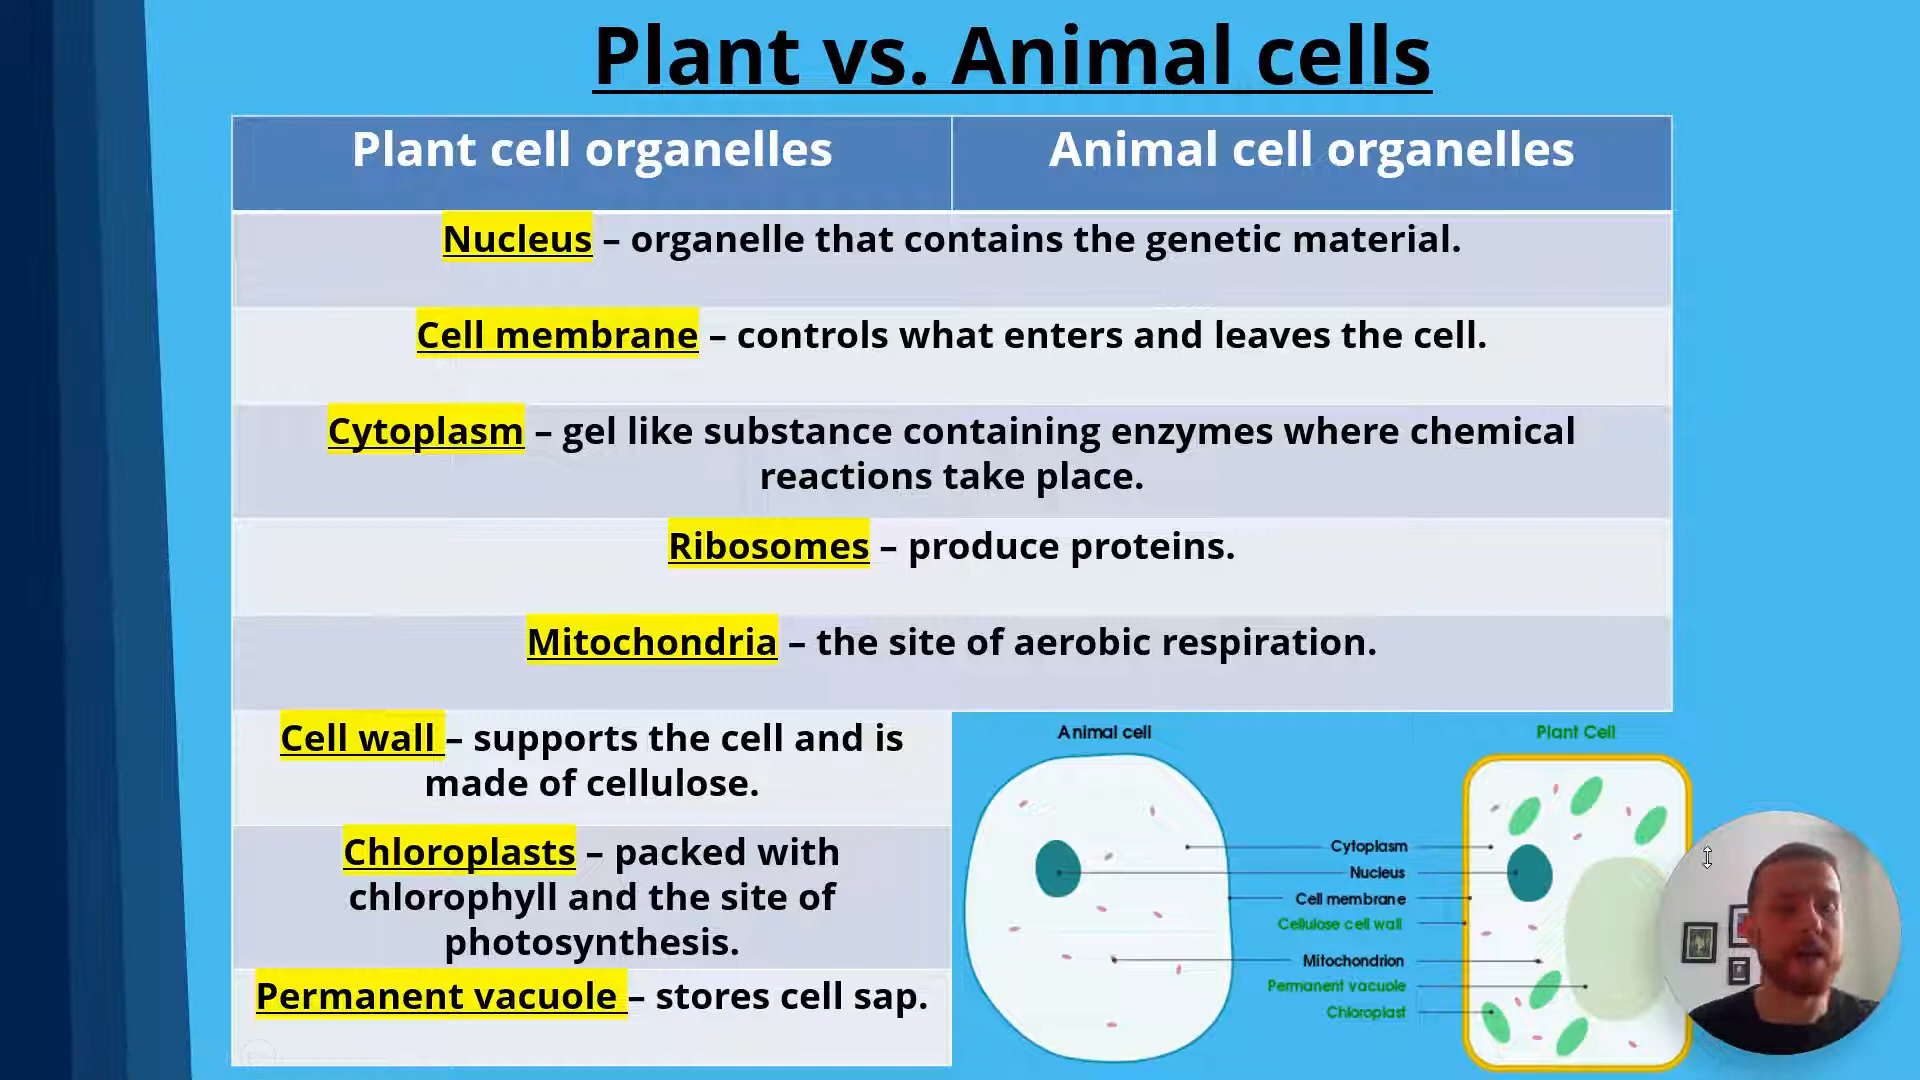 Plant vs. Animal cells
Plant cell organelles
Animal cell organelles
Nucleus – organelle that contains the genetic material.
Cell membrane – controls what enters and leaves the cell.
Cytoplasm – gel like substance containing enzymes where chemical
reactions take place.
Ribosomes – produce proteins.
Mitochondria – the site of aerobic respiration.
Cell wall – supports the cell and is
made of cellulose.
Chloroplasts – packed with
chlorophyll and the site of
photosynthesis.
Permanent vacuole – stores cell sap.
Animal cell
Plant Cell
Cytoplasm
Nucleus
Cell membrane
Cellulose cell wall
Mitochondrion
Permanent vacuole
Chloroplast